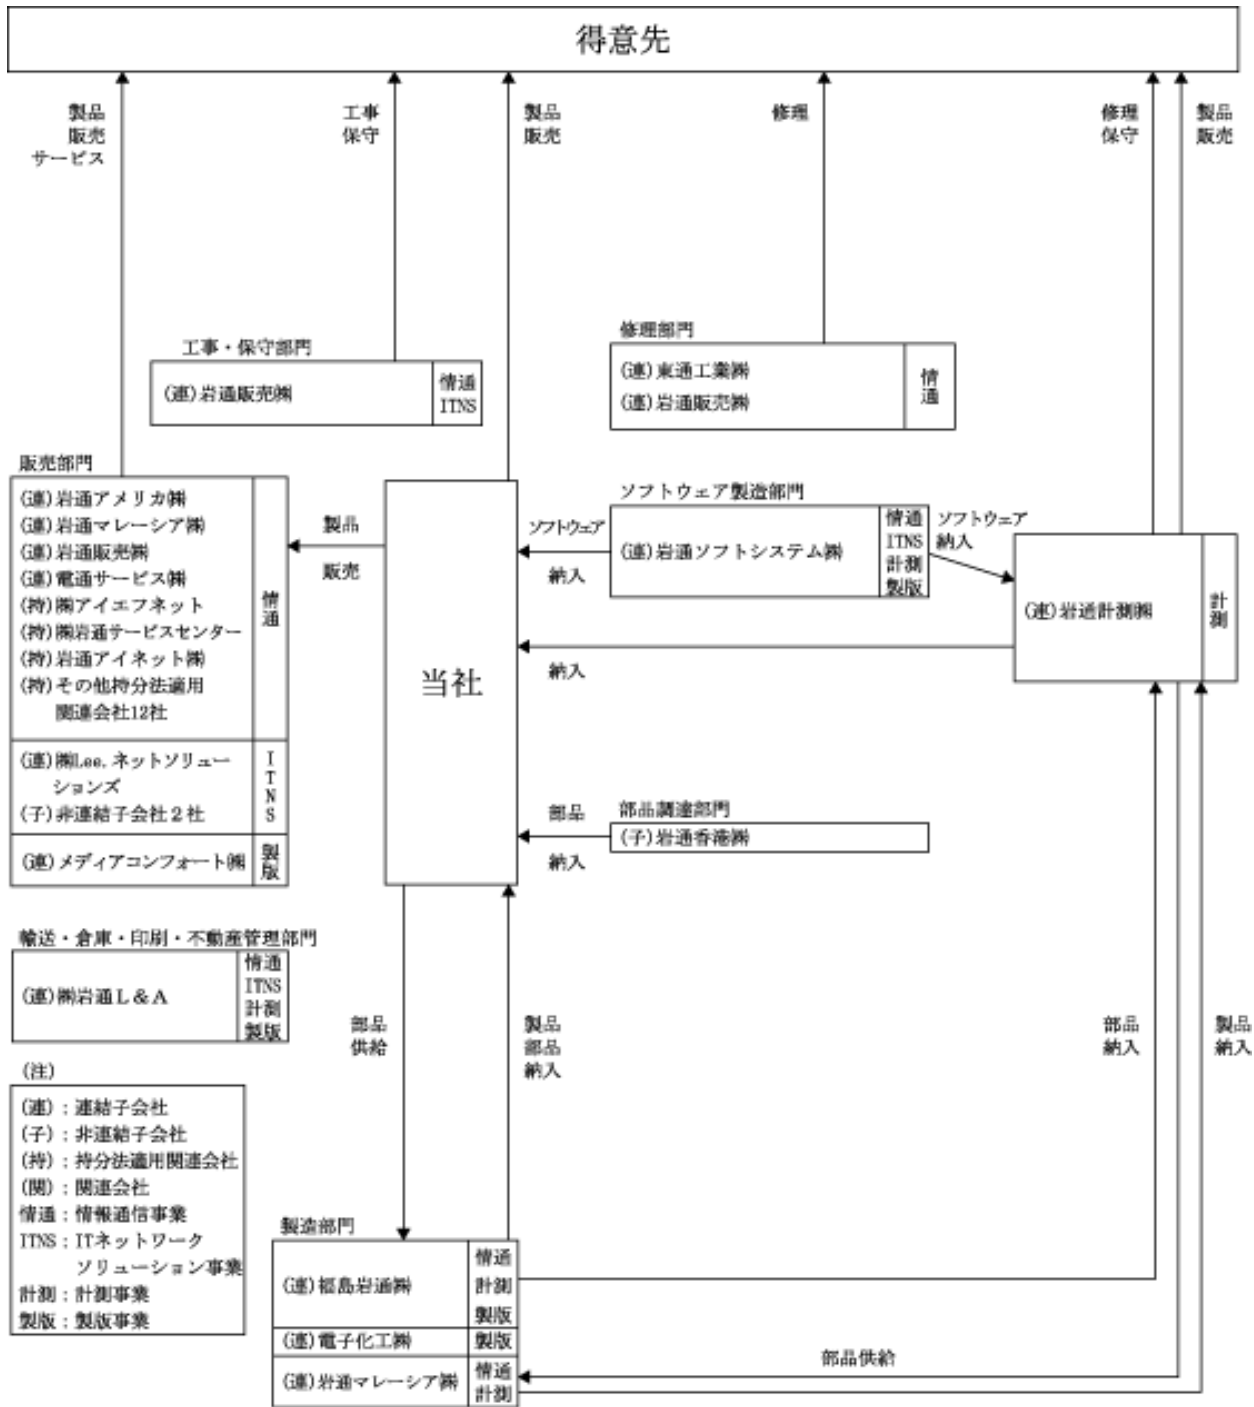 得意先
製品
販売
サービス
工事
保守
製品
販売
修理
修理
保守
製品
販売
工事・保守部門
(連)岩通販売㈱
情通
ITNS
修理部門
(連)東通工業㈱
(連)岩通販売㈱
情通
販売部門
(連)岩通アメリカ㈱
(連)岩通マレーシア㈱
(連)岩通販売㈱
(連)電通サービス㈱
(持)㈱アイエフネット
(持)㈱岩通サービスセンター
(持)岩通アイネット㈱
(持)その他持分法適用
関連会社12社
情通
(連)㈱Lee.ネットソリュー
ションズ
(子)非連結子会社２社
ITNS
(連)メディアコンフォート㈱
製版
製品
販売
当社
ソフトウェア
納入
ソフトウェア製造部門
(連)岩通ソフトシステム㈱
情通
ITNS
計測
製版
ソフトウェア
納入
(連)岩通計測㈱
計測
納入
部品
納入
部品調達部門
(子)岩通香港㈱
輸送・倉庫・印刷・不動産管理部門
(連)㈱岩通Ｌ＆Ａ
情通
ITNS
計測
製版
部品
供給
製品
部品
納入
部品
納入
製品
納入
(注)
(連)：連結子会社
(子)：非連結子会社
(持)：持分法適用関連会社
(関)：関連会社
情通：情報通信事業
ITNS：ITネットワーク
ソリューション事業
計測：計測事業
製版：製版事業
製造部門
(連)福島岩通㈱
情通
計測
製版
(連)電子化工㈱
製版
(連)岩通マレーシア㈱
情通
計測
部品供給